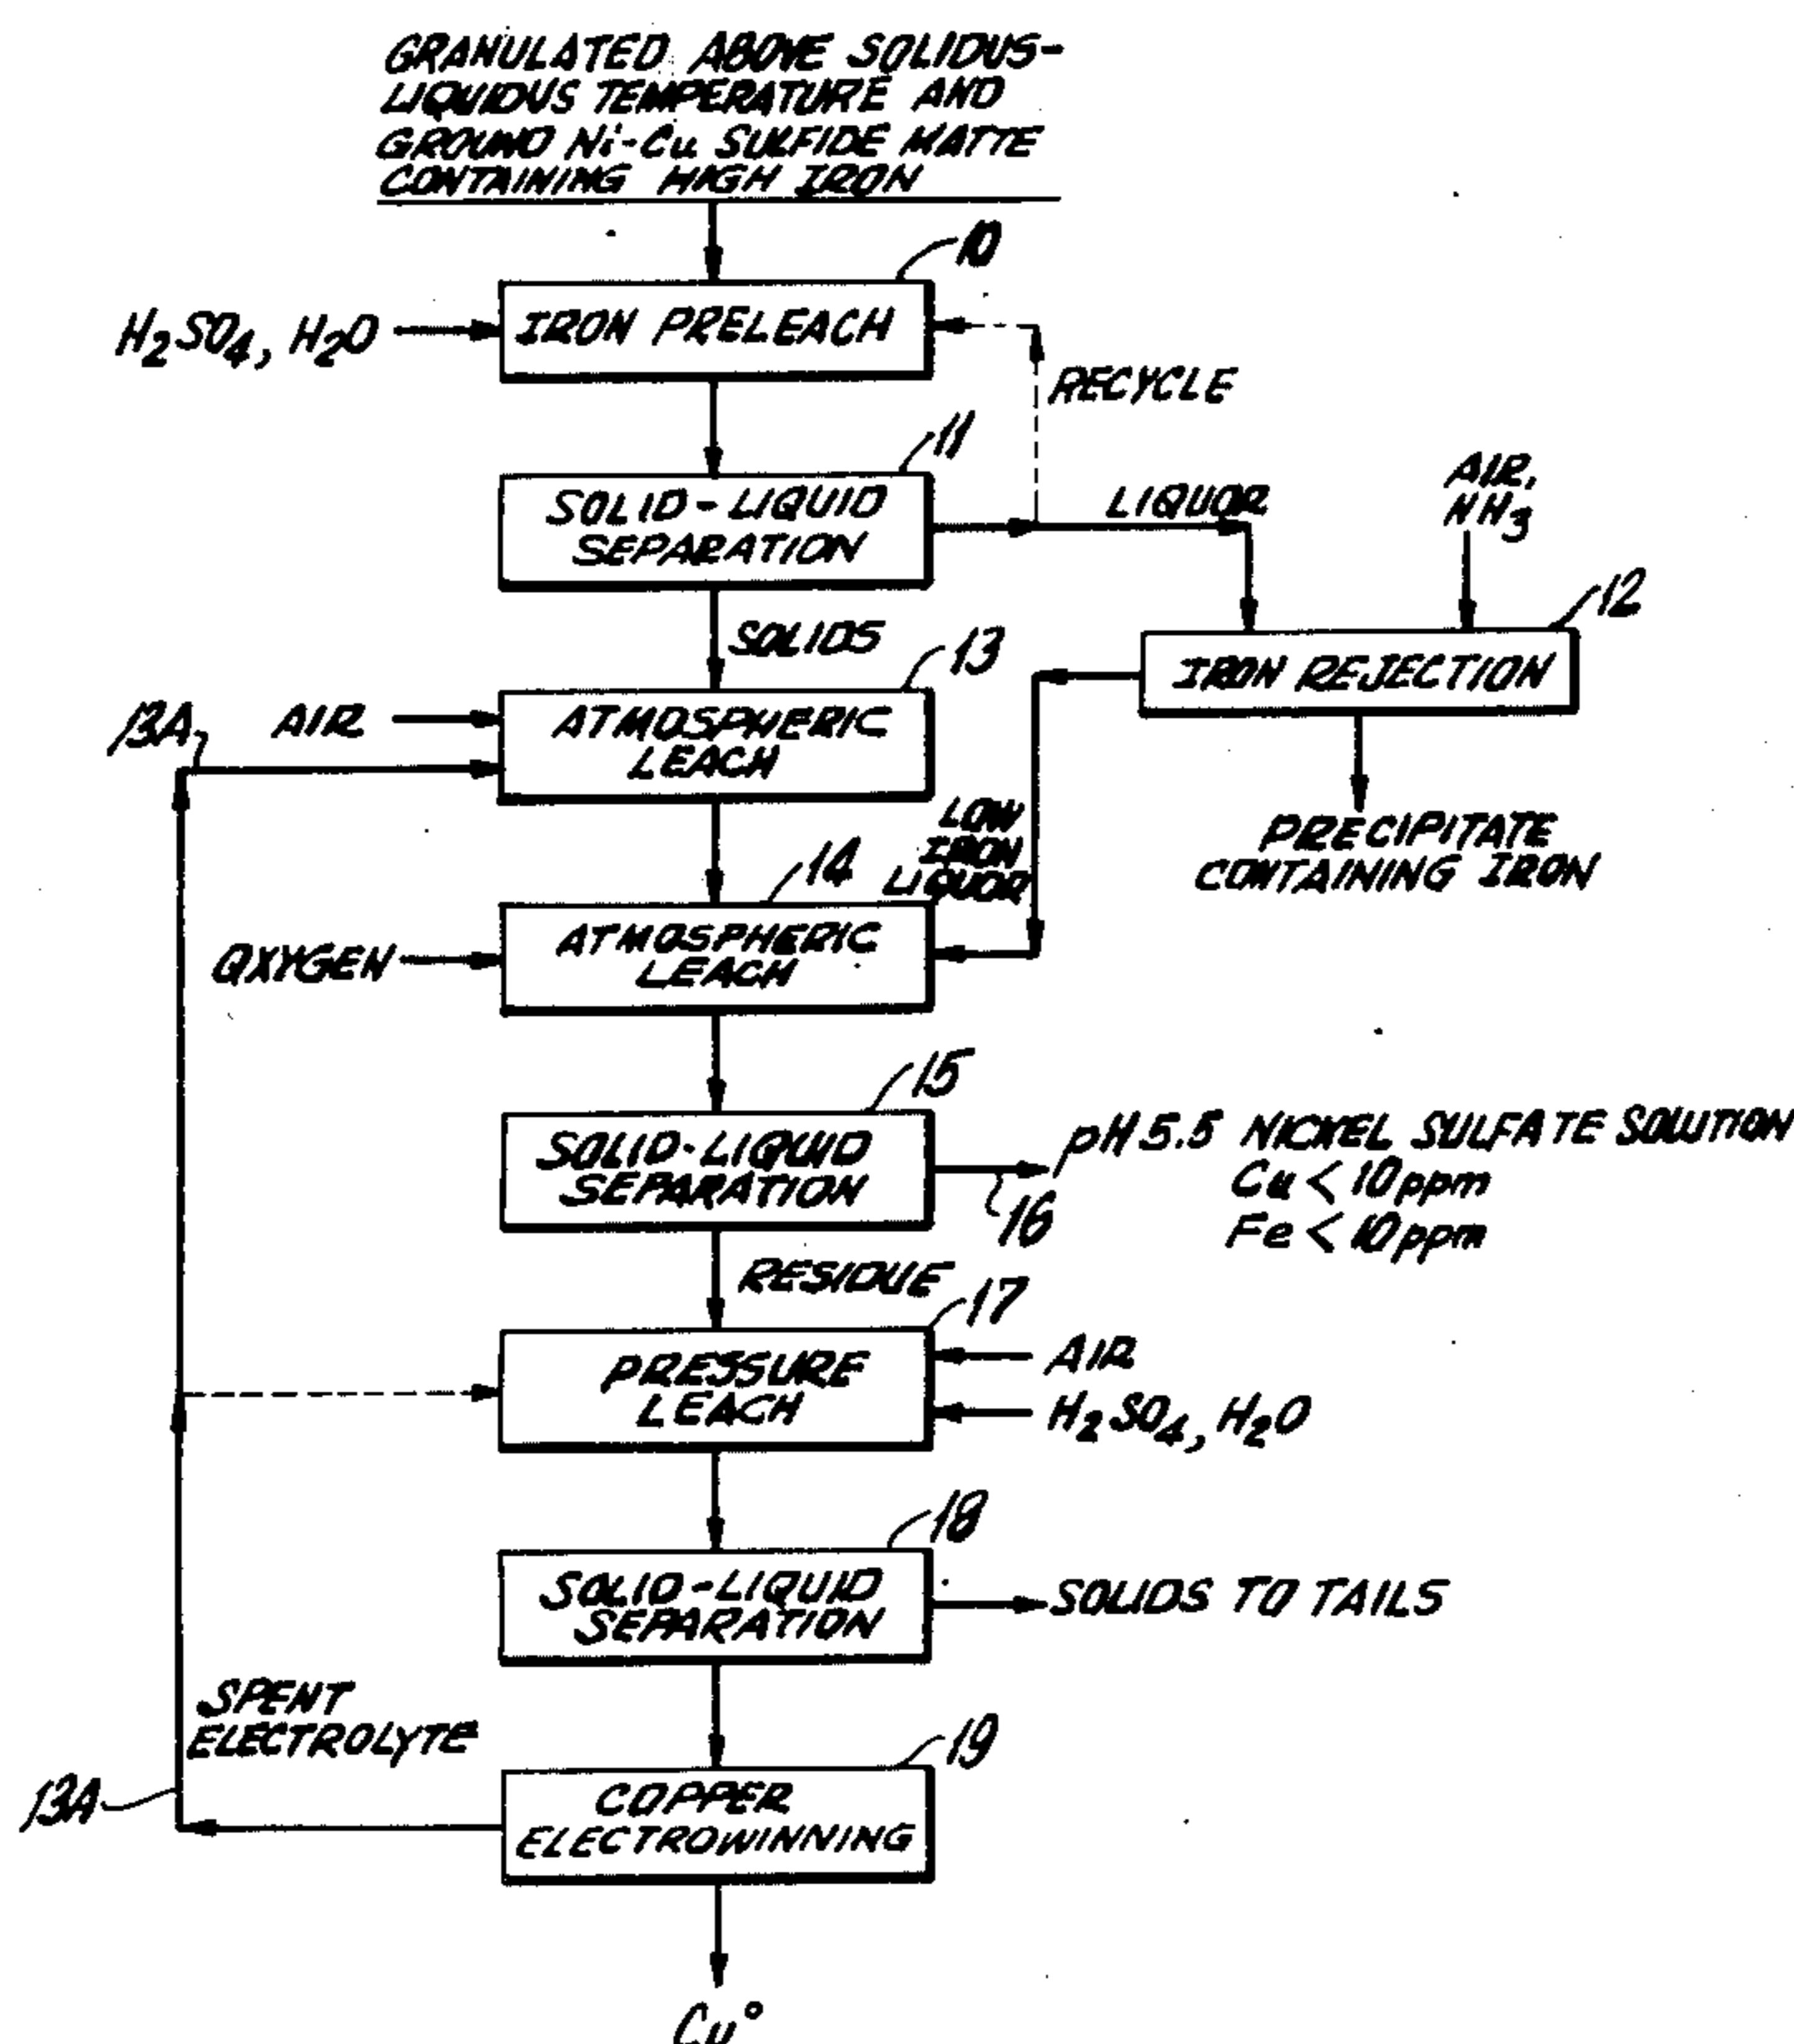 GRANULATED ABOVE SOLIDUS-
LIQUIDUS TEMPERATURE AND
GROUND Ni-Cu SULFIDE MATTE
CONTAINING HIGH IRON
10
H2SO4, H2O
IRON PRELEACH
RECYCLE
11
SOLID-LIQUID
SEPARATION
LIQUOR
AIR,
NH3
12
SOLIDS
13
IRON REJECTION
13A
AIR
ATMOSPHERIC
LEACH
LOW
IRON
LIQUOR
PRECIPITATE
CONTAINING IRON
14
OXYGEN
ATMOSPHERIC
LEACH
15
SOLID-LIQUID
SEPARATION
16
pH 5.5 NICKEL SULFATE SOLUTION
Cu < 10 ppm
Fe < 10 ppm
RESIDUE
17
PRESSURE
LEACH
AIR
H2SO4, H2O
18
SOLID-LIQUID
SEPARATION
SOLIDS TO TAILS
SPENT
ELECTROLYTE
19
13A
COPPER
ELECTROWINNING
Cu°